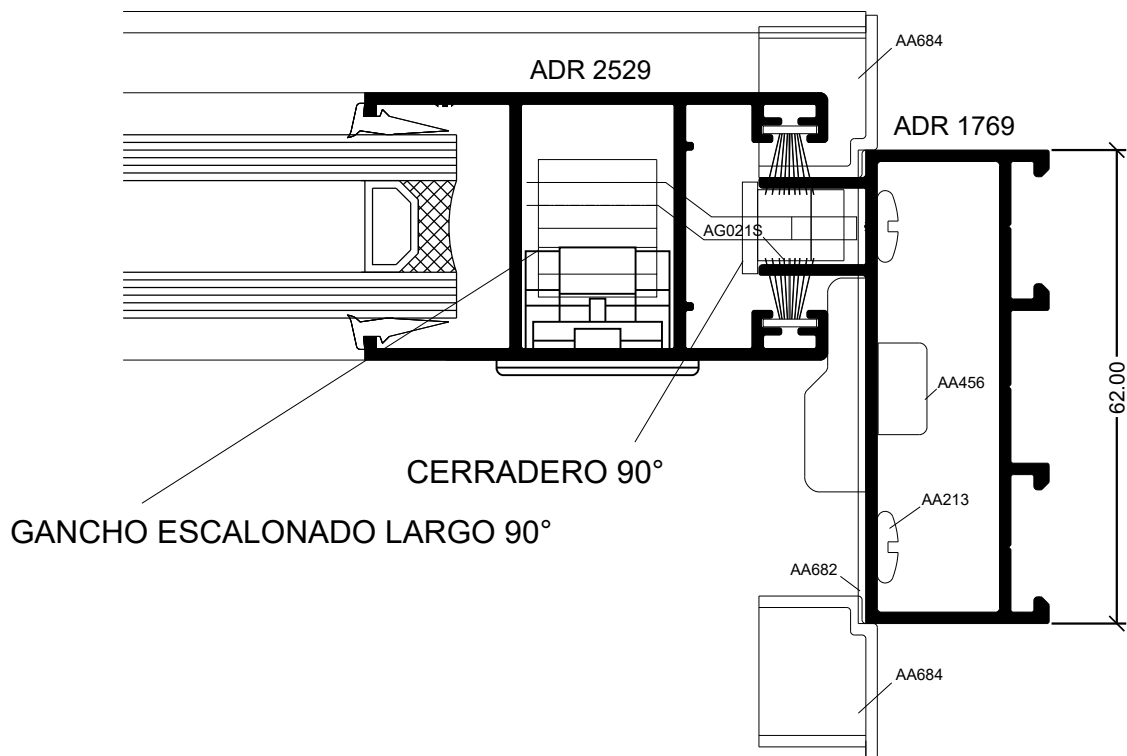 AA684
ADR 2529
ADR 1769
AG021S
AA456
62.00
CERRADERO 90°
GANCHO ESCALONADO LARGO 90°
AA213
AA682
AA684